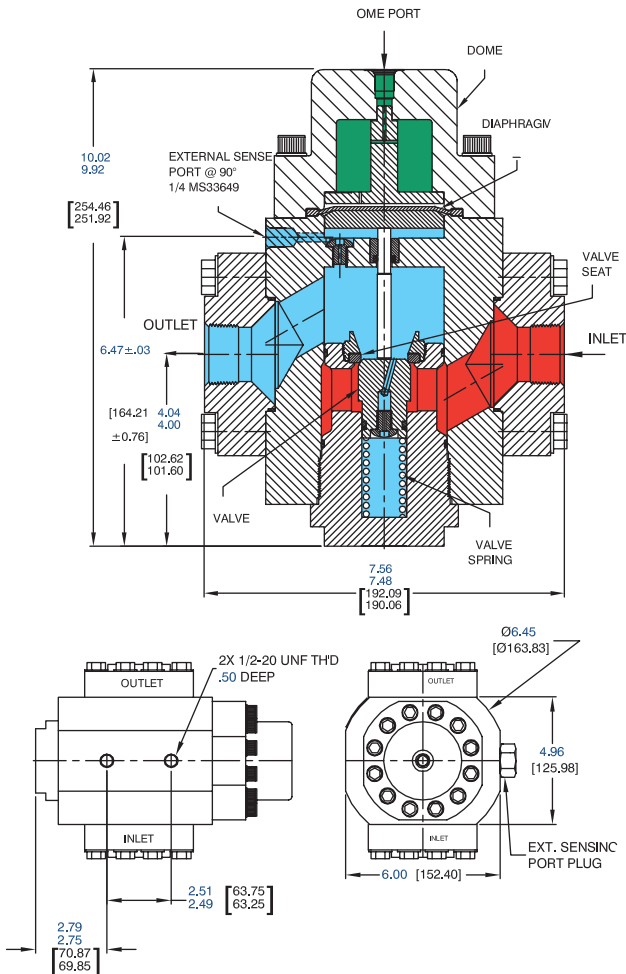 OME PORT
DOME
DIAPHRAGM
EXTERNAL SENSE
PORT @ 90°
1/4 MS33649
10.02
9.92
[254.46
251.92]
VALVE
SEAT
OUTLET
INLET
6.47±.03
[164.21
±0.76]
4.04
4.00
[102.62
101.60]
VALVE
VALVE
SPRING
7.56
7.48
[192.09
190.06]
2X 1/2-20 UNF TH'D
.50 DEEP
OUTLET
INLET
2.51
2.49
[63.75
63.25]
2.79
2.75
[70.87
69.85]
Ø6.45
[Ø163.83]
OUTLET
4.96
[125.98]
INLET
EXT. SENSING
PORT PLUG
6.00 [152.40]